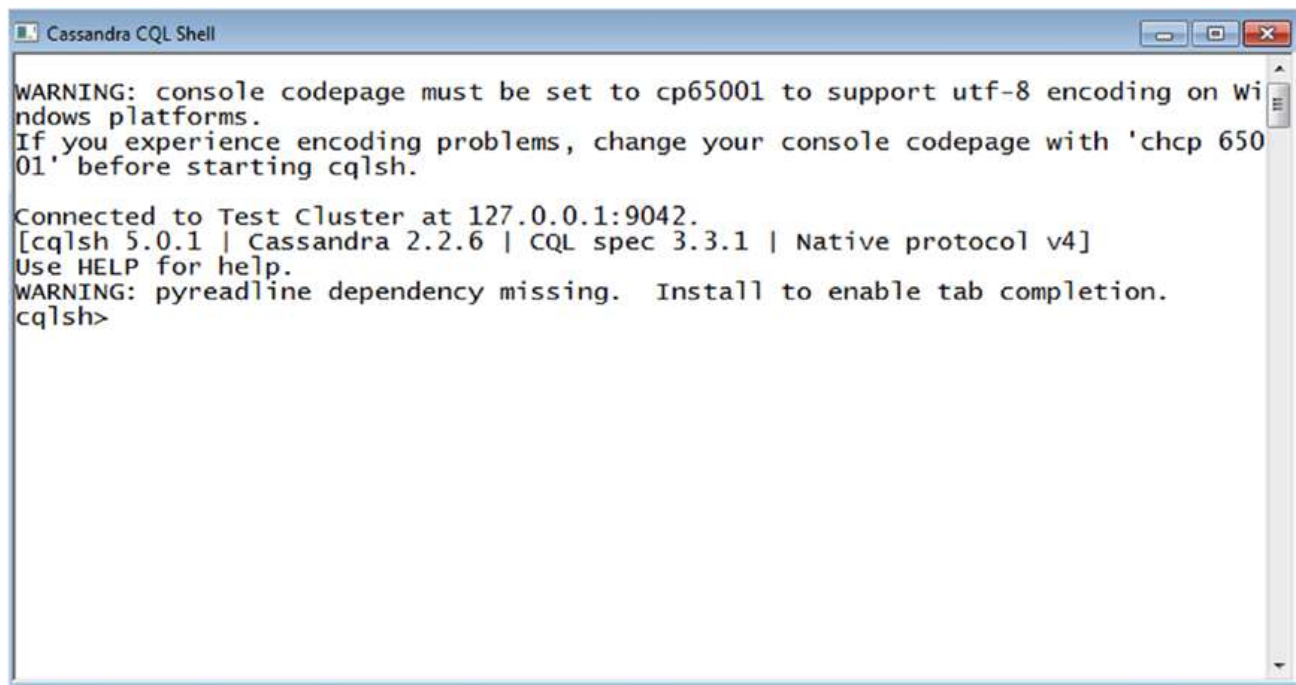 Cassandra CQL Shell
WARNING: console codepage must be set to cp65001 to support utf-8 encoding on Wi
ndows platforms.
If you experience encoding problems, change your console codepage with 'chcp 650
01' before starting cqlsh.
Connected to Test Cluster at 127.0.0.1:9042.
[cqlsh 5.0.1 | Cassandra 2.2.6 | CQL spec 3.3.1 | Native protocol v4]
Use HELP for help.
WARNING: pyreadline dependency missing.  Install to enable tab completion.
cqlsh>